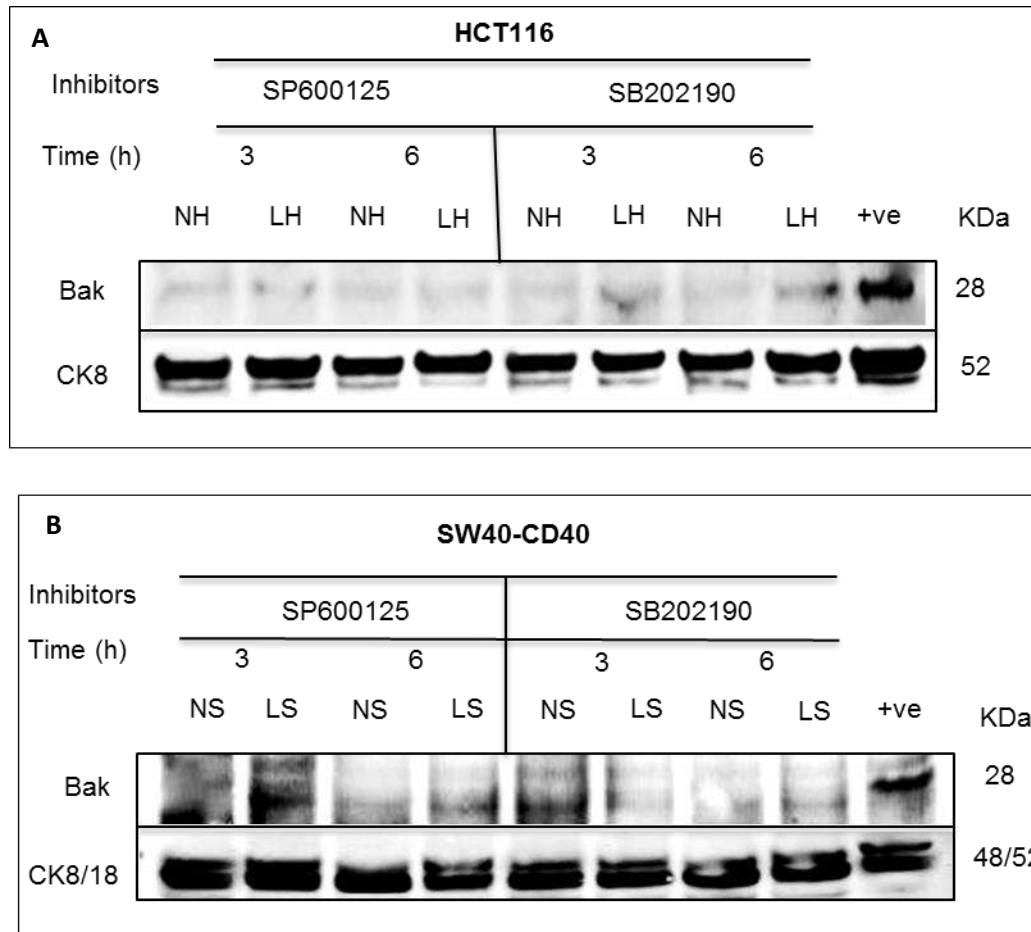 A
HCT116
Inhibitors SP600125 SB202190
Time (h) 3 6 3 6
NH LH NH LH NH LH NH LH +ve KDa
Bak 28
CK8 52
B
SW40-CD40
Inhibitors SP600125 SB202190
Time (h) 3 6 3 6
NS LS NS LS NS LS NS LS +ve KDa
Bak 28
CK8/18 48/52